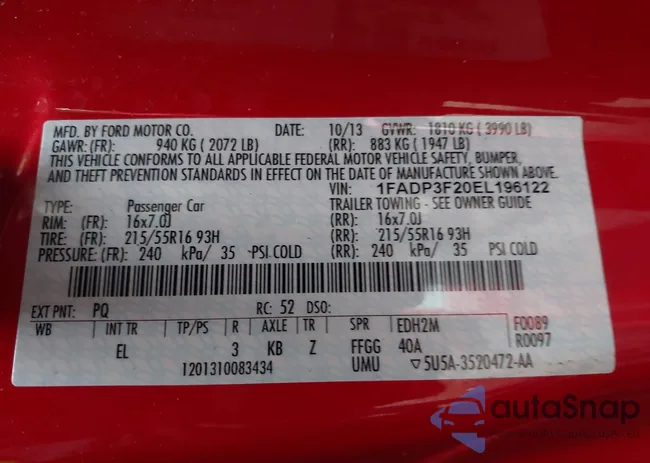 MFD. BY FORD MOTOR CO. DATE: 10/13 GVWR: 1810 KG ( 3990 LB)
GAWR: (FR): 940 KG ( 2072 LB) (RR): 883 KG ( 1947 LB)
THIS VEHICLE CONFORMS TO ALL APPLICABLE FEDERAL MOTOR VEHICLE SAFETY, BUMPER,
AND THEFT PREVENTION STANDARDS IN EFFECT ON THE DATE OF MANUFACTURE SHOWN ABOVE.
VIN: 1FADP3F20EL196122
TYPE: Passenger Car TRAILER TOWING - SEE OWNER GUIDE
RIM: (FR): 16x7.0J (RR): 16x7.0J
TIRE: (FR): 215/55R16 93H (RR): 215/55R16 93H
PRESSURE: (FR): 240 kPa/ 35 PSI COLD (RR): 240 kPa/ 35 PSI COLD
EXT PNT: PQ RC: 52 DSO:
WB INT TR TP/PS R AXLE TR SPR EDH2M F0089
EL 3 KB Z FFGG 40A R0097
1201310083434 UMU ▽5U5A-3520472-AA
autaSnap